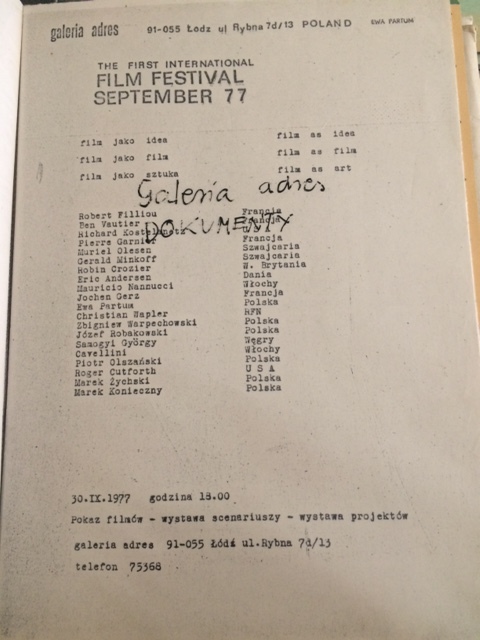 galeria adres 91-055 Łodz ul Rybna 7d/13 POLAND EWA PARTUM
THE FIRST INTERNATIONAL
FILM FESTIVAL
SEPTEMBER 77
film jako idea film as idea
film jako film film as film
film jako sztuka film as art
Galeria adres
DOKUMENTY
Robert Filliou Francja
Ben Vautier Francja
Richard
Pierre Garnier Francja
Muriel Olesen Szwajcaria
Gerald Minkoff Szwajcaria
Robin Crozier W. Brytania
Eric Andersen Dania
Mauricio Nannucci Włochy
Jochen Gerz Francja
Ewa Partum Polska
Christian Wapler RFN
Zbigniew Warpechowski Polska
Józef Robakowski Polska
Samogyi György Węgry
Cavellini Włochy
Piotr Olszański Polska
Roger Cutforth U S A
Marek Żychski Polska
Marek Konieczny Polska
30.IX.1977 godzina 18.00
Pokaz filmów - wystawa scenariuszy - wystawa projektów
galeria adres 91-055 Łódź ul.Rybna 7d/13
telefon 75368